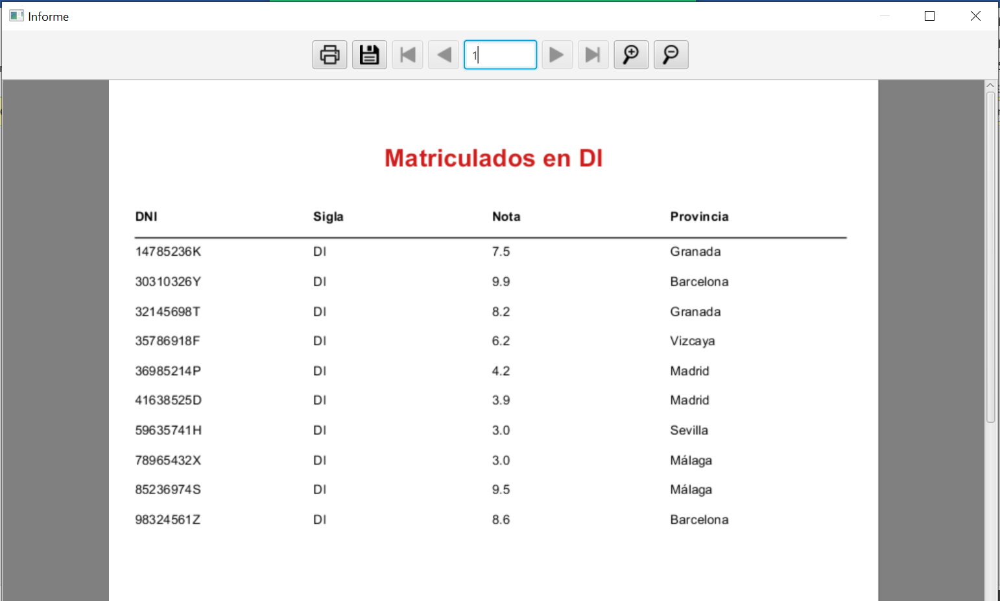 Informe
1
Matriculados en DI
DNI Sigla Nota Provincia
14785236K DI 7.5 Granada
30310326Y DI 9.9 Barcelona
32145698T DI 8.2 Granada
35786918F DI 6.2 Vizcaya
36985214P DI 4.2 Madrid
41638525D DI 3.9 Madrid
59635741H DI 3.0 Sevilla
78965432X DI 3.0 Málaga
85236974S DI 9.5 Málaga
98324561Z DI 8.6 Barcelona